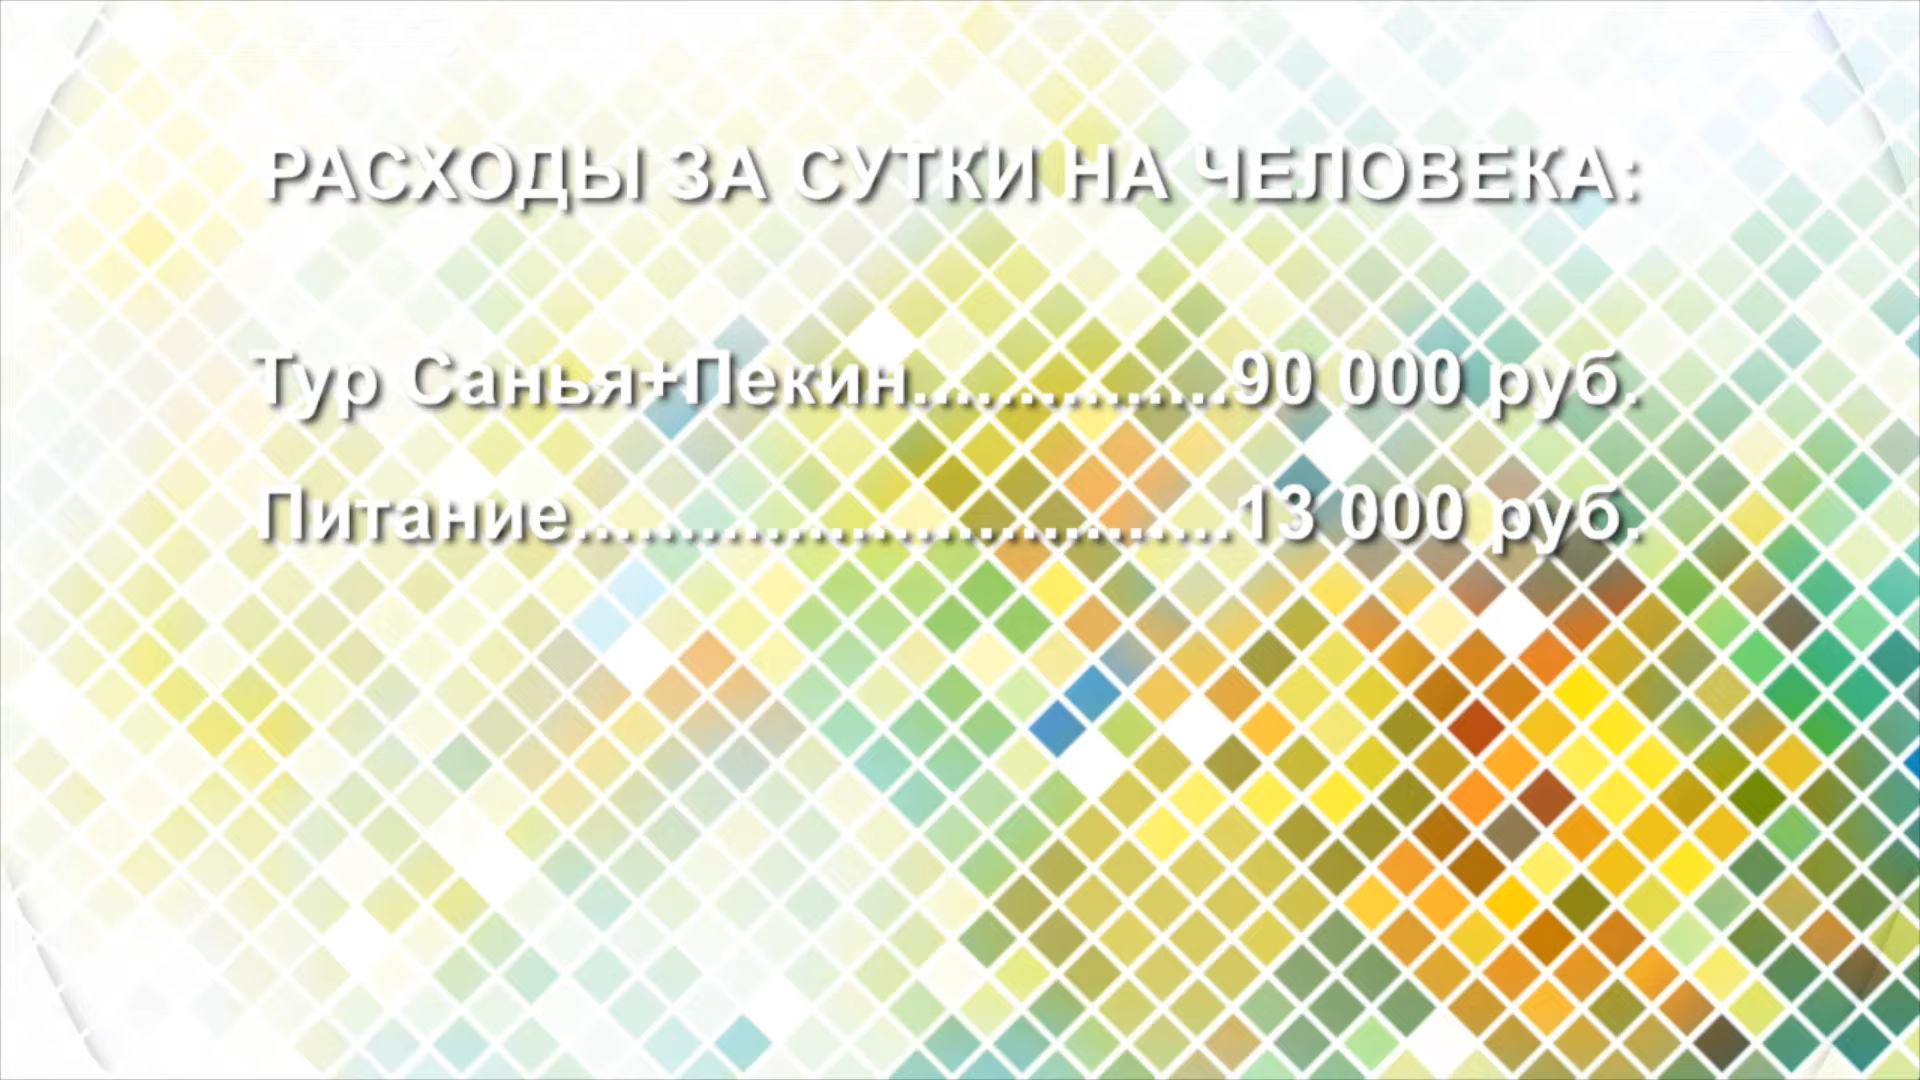 РАСХОДЫ ЗА СУТКИ НА ЧЕЛОВЕКА:
Тур Санья+Пекин...............90 000 руб.
Питание...............................13 000 руб.